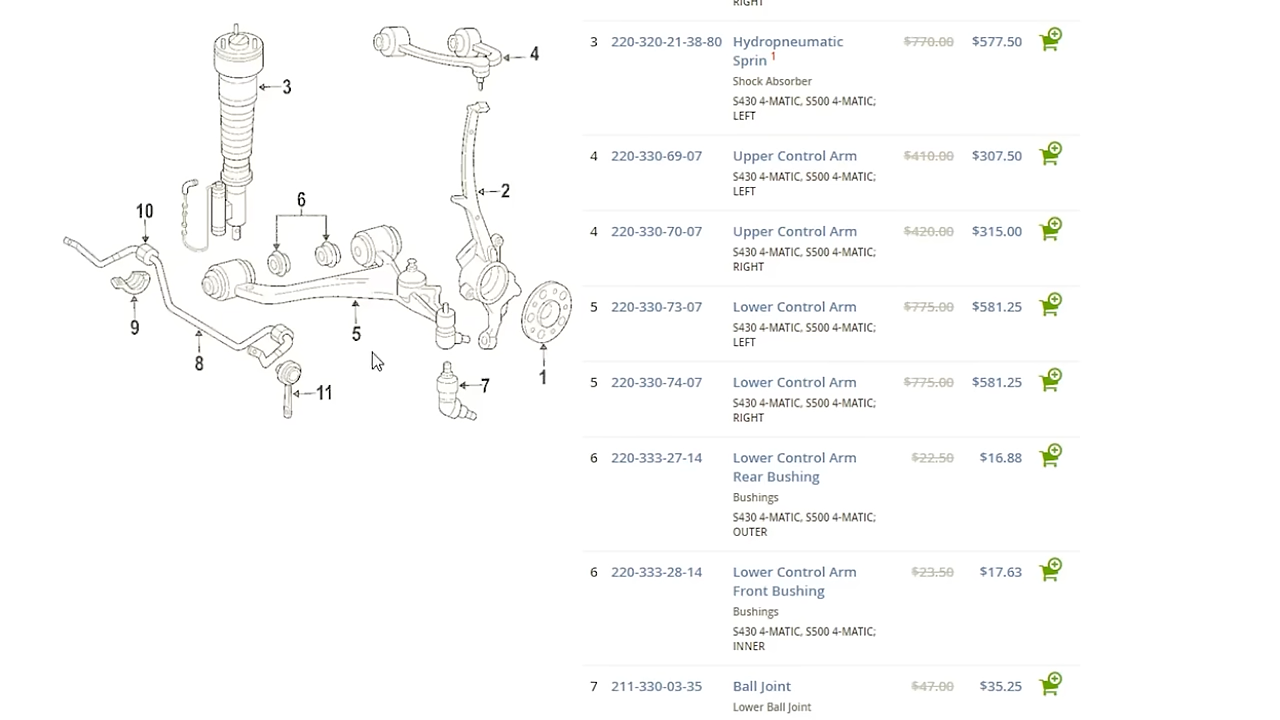 RIGHT
3 220-320-21-38-80 Hydropneumatic $770.00 $577.50
Sprin 1
Shock Absorber
S430 4-MATIC, S500 4-MATIC;
LEFT
4 220-330-69-07 Upper Control Arm $410.00 $307.50
S430 4-MATIC, S500 4-MATIC;
LEFT
4 220-330-70-07 Upper Control Arm $420.00 $315.00
S430 4-MATIC, S500 4-MATIC;
RIGHT
5 220-330-73-07 Lower Control Arm $775.00 $581.25
S430 4-MATIC, S500 4-MATIC;
LEFT
5 220-330-74-07 Lower Control Arm $775.00 $581.25
S430 4-MATIC, S500 4-MATIC;
RIGHT
6 220-333-27-14 Lower Control Arm $22.50 $16.88
Rear Bushing
Bushings
S430 4-MATIC, S500 4-MATIC;
OUTER
6 220-333-28-14 Lower Control Arm $23.50 $17.63
Front Bushing
Bushings
S430 4-MATIC, S500 4-MATIC;
INNER
7 211-330-03-35 Ball Joint $47.00 $35.25
Lower Ball Joint
4
3
2
6
10
9
5
8
1
7
11